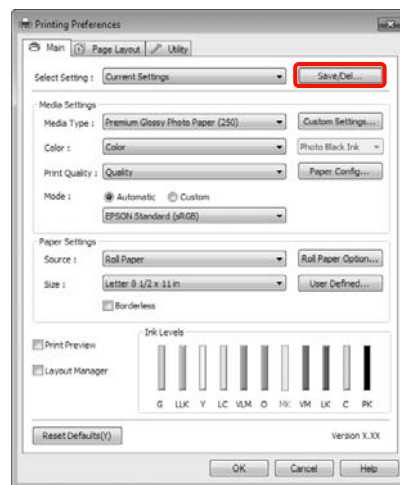 Printing Preferences
Main Page Layout Utility
Select Setting : Current Settings Save/Del...
Media Settings
Media Type : Premium Glossy Photo Paper (250) Custom Settings...
Color : Color Photo Black Ink
Print Quality : Quality Paper Config...
Mode : Automatic Custom
EPSON Standard (sRGB)
Paper Settings
Source : Roll Paper Roll Paper Option...
Size : Letter 8 1/2 x 11 in User Defined...
Borderless
Ink Levels
Print Preview
Layout Manager
G LLK Y LC VLM O MK VM LK C PK
Reset Defaults(Y) Version X.XX
OK Cancel Help